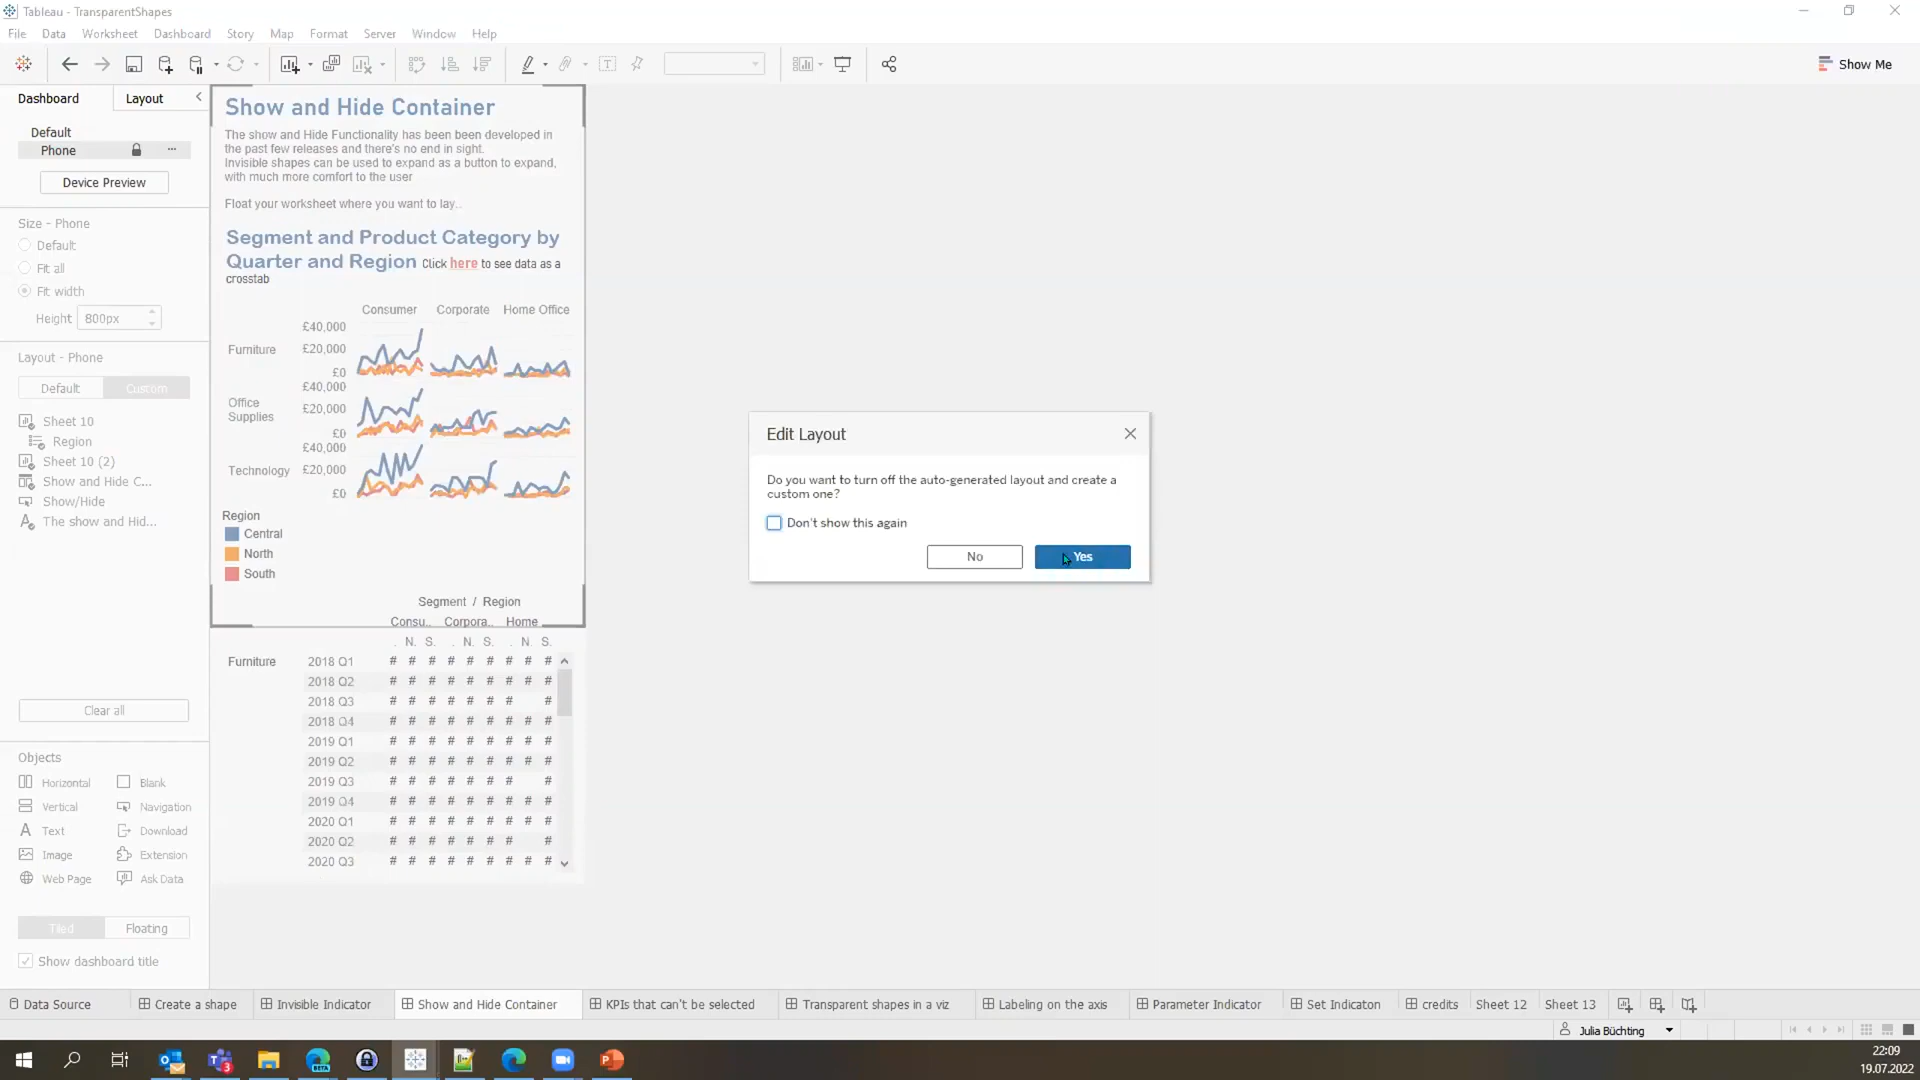 Tableau - TransparentShapes
File Data Worksheet Dashboard Story Map Format Server Window Help
Show Me
Dashboard Layout
Default
Phone
Device Preview
Size - Phone
Default
Fit all
Fit width
Height 800px
Layout - Phone
Default Custom
Sheet 10
Region
Sheet 10 (2)
Show and Hide C...
Show/Hide
The show and Hid...
Clear all
Objects
Horizontal Blank
Vertical Navigation
Text Download
Image Extension
Web Page Ask Data
Tiled Floating
Show dashboard title
Show and Hide Container
The show and Hide Functionality has been been developed in
the past few releases and there's no end in sight.
Invisible shapes can be used to expand as a button to expand,
with much more comfort to the user
Float your worksheet where you want to lay..
Segment and Product Category by
Quarter and Region Click here to see data as a
crosstab
Consumer Corporate Home Office
£40,000
Furniture £20,000
£0
£40,000
Office
Supplies £20,000
£0
£40,000
Technology £20,000
£0
Region
Central
North
South
Segment / Region
Consu.. Corpora.. Home
. N. S. . N. S. . N. S.
Furniture 2018 Q1 # # # # # # # # #
2018 Q2 # # # # # # # # #
2018 Q3 # # # # # # # #
2018 Q4 # # # # # # # # #
2019 Q1 # # # # # # # # #
2019 Q2 # # # # # # # # #
2019 Q3 # # # # # # # #
2019 Q4 # # # # # # # # #
2020 Q1 # # # # # # # # #
2020 Q2 # # # # # # # #
2020 Q3 # # # # # # # # #
Edit Layout
Do you want to turn off the auto-generated layout and create a
custom one?
Don't show this again
No Yes
Data Source Create a shape Invisible Indicator Show and Hide Container KPIs that can't be selected Transparent shapes in a viz Labeling on the axis Parameter Indicator Set Indicaton credits Sheet 12 Sheet 13
Julia Büchting
3
BETA
22:09
19.07.2022